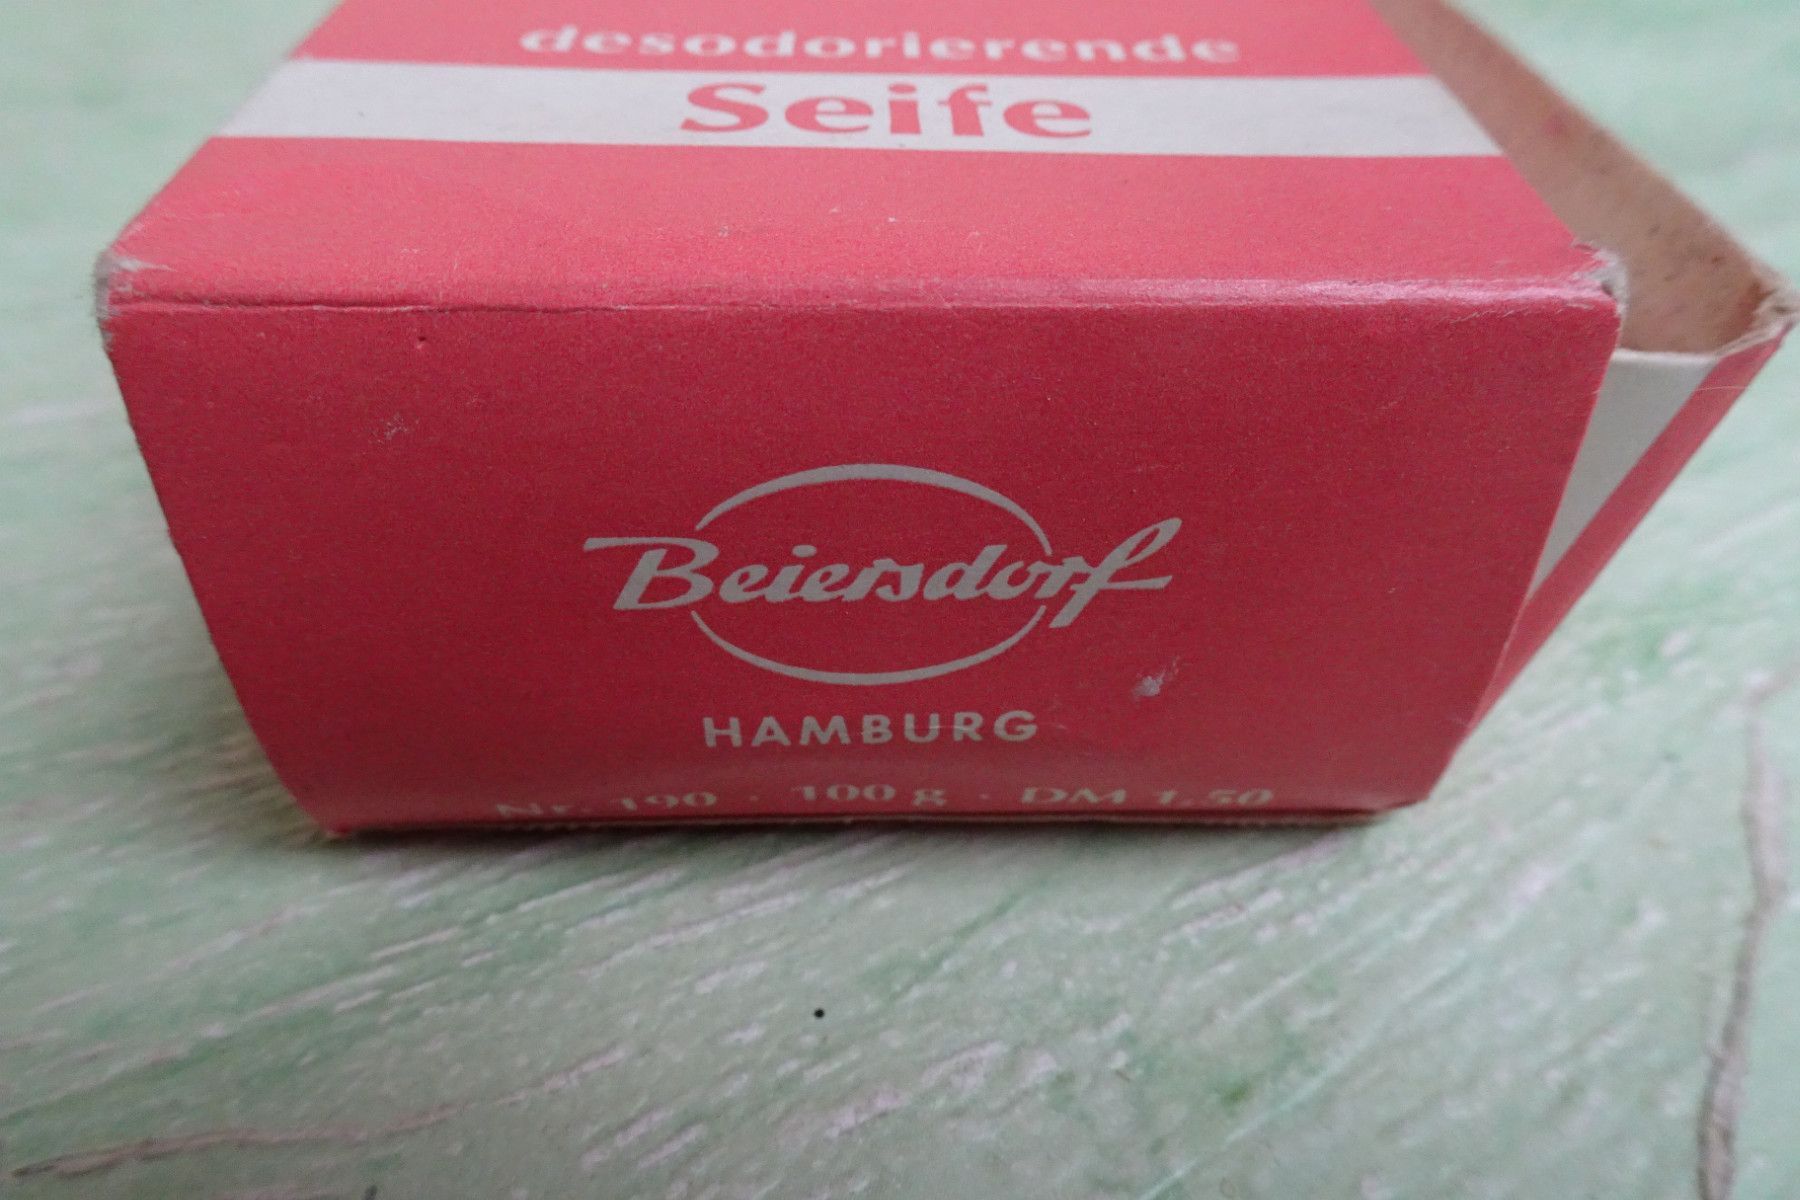 desodorierende
Seife
Beiersdorf
HAMBURG
Nr. 190 · 100 g · DM 1,50